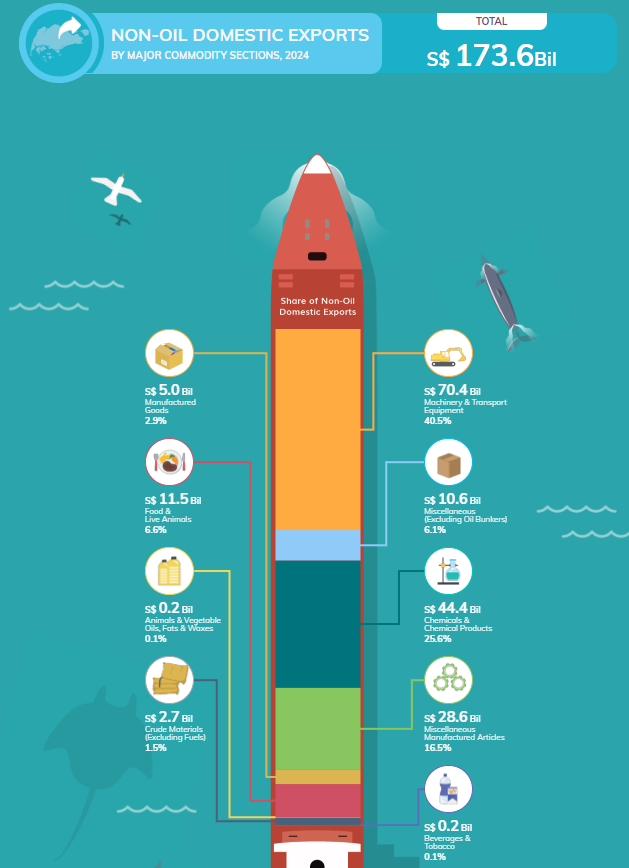 NON-OIL DOMESTIC EXPORTS
BY MAJOR COMMODITY SECTIONS, 2024
TOTAL
S$ 173.6Bil
Share of Non-Oil
Domestic Exports
S$ 5.0 Bil
Manufactured
Goods
2.9%
S$ 70.4 Bil
Machinery & Transport
Equipment
40.5%
S$ 11.5 Bil
Food &
Live Animals
6.6%
S$ 10.6 Bil
Miscellaneous
(Excluding Oil Bunkers)
6.1%
S$ 0.2 Bil
Animals & Vegetable
Oils, Fats & Waxes
0.1%
S$ 44.4 Bil
Chemicals &
Chemical Products
25.6%
S$ 2.7 Bil
Crude Materials
(Excluding Fuels)
1.5%
S$ 28.6 Bil
Miscellaneous
Manufactured Articles
16.5%
S$ 0.2 Bil
Beverages &
Tobacco
0.1%